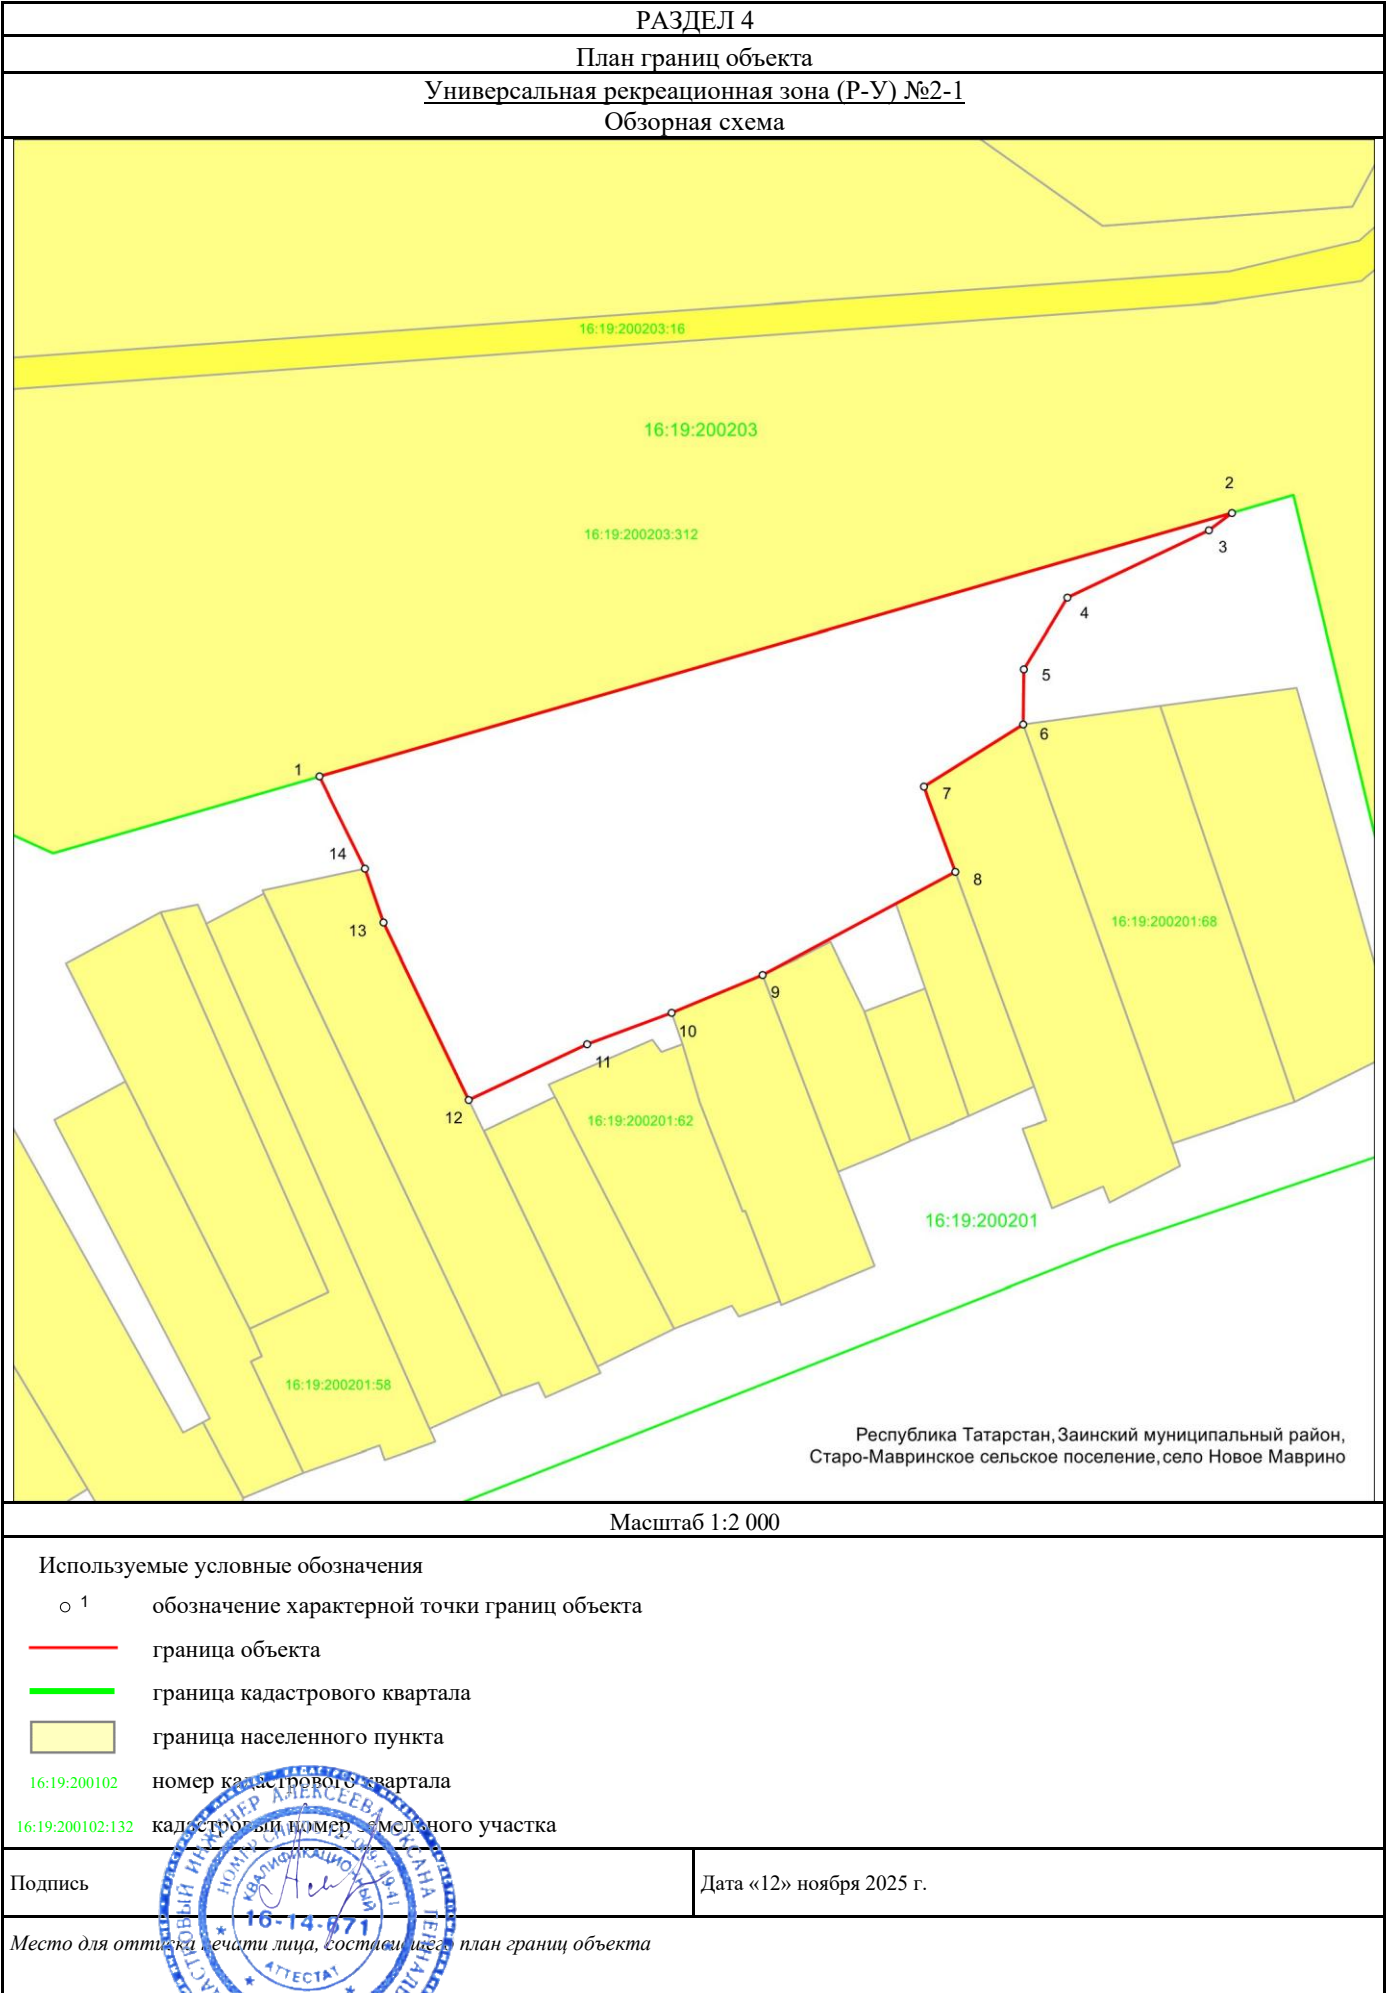 РАЗДЕЛ 4
План границ объекта
Универсальная рекреационная зона (Р-У) №2-1
Обзорная схема
16:19:200203:16
16:19:200203
2
16:19:200203:312
3
4
5
6
1
7
14
8
16:19:200201:68
13
9
10
11
12
16:19:200201:62
16:19:200201
16:19:200201:58
Республика Татарстан, Заинский муниципальный район,
Старо-Мавринское сельское поселение, село Новое Маврино
Масштаб 1:2 000
Используемые условные обозначения
1 обозначение характерной точки границ объекта
граница объекта
граница кадастрового квартала
граница населенного пункта
16:19:200102 номер кадастрового квартала
16:19:200102:132 кадастровый номер земельного участка
Подпись
Дата «12» ноября 2025 г.
Место для оттиска печати лица, составившего план границ объекта
АЛЕКСЕЕВА ОКСАНА
КВАЛИФИКАЦИОННЫЙ
16-14-671
АТТЕСТАТ